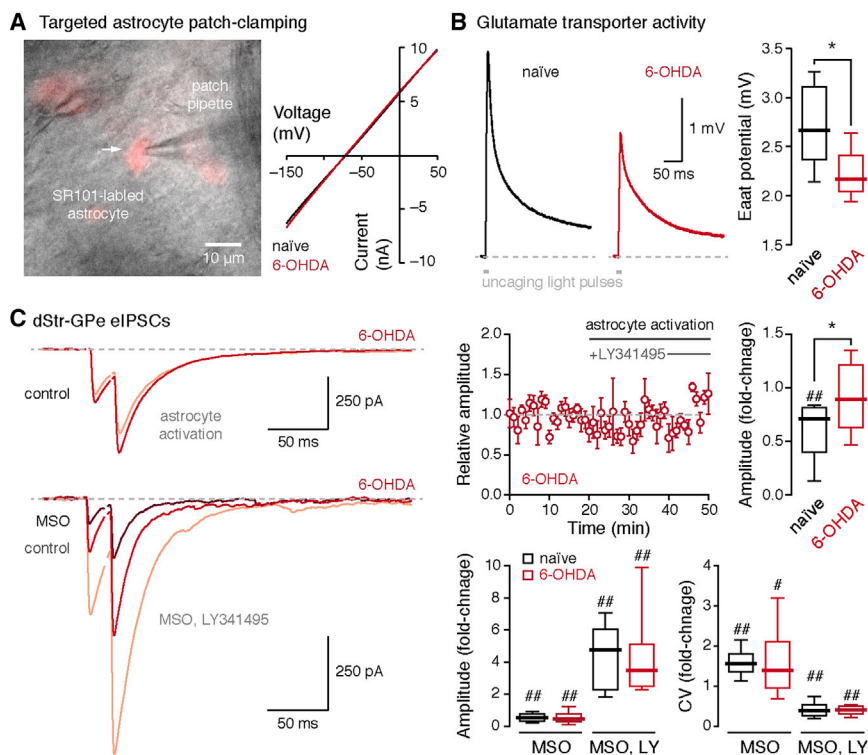 A Targeted astrocyte patch-clamping
patch
pipette
SR101-labled
astrocyte
10 µm
Voltage
(mV)
10
5
−150
50
−5
−10
Current
(nA)
naïve
6-OHDA
B Glutamate transporter activity
naïve
6-OHDA
1 mV
50 ms
uncaging light pulses
Eaat potential (mV)
3.5
3.0
2.5
2.0
1.5
*
naïve
6-OHDA
C dStr-GPe eIPSCs
6-OHDA
control
astrocyte
activation
250 pA
50 ms
6-OHDA
MSO
control
MSO, LY341495
250 pA
50 ms
astrocyte activation
+LY341495
Relative amplitude
2.0
1.5
1.0
0.5
0.0
6-OHDA
0 10 20 30 40 50
Time (min)
Amplitude (fold-chnage)
1.5
1.0
0.5
0.0
*
##
naïve
6-OHDA
naïve
6-OHDA
Amplitude (fold-chnage)
10
8
6
4
2
0
## ## ## ##
MSO MSO, LY
CV (fold-chnage)
4
3
2
1
0
## # ## ##
MSO MSO, LY